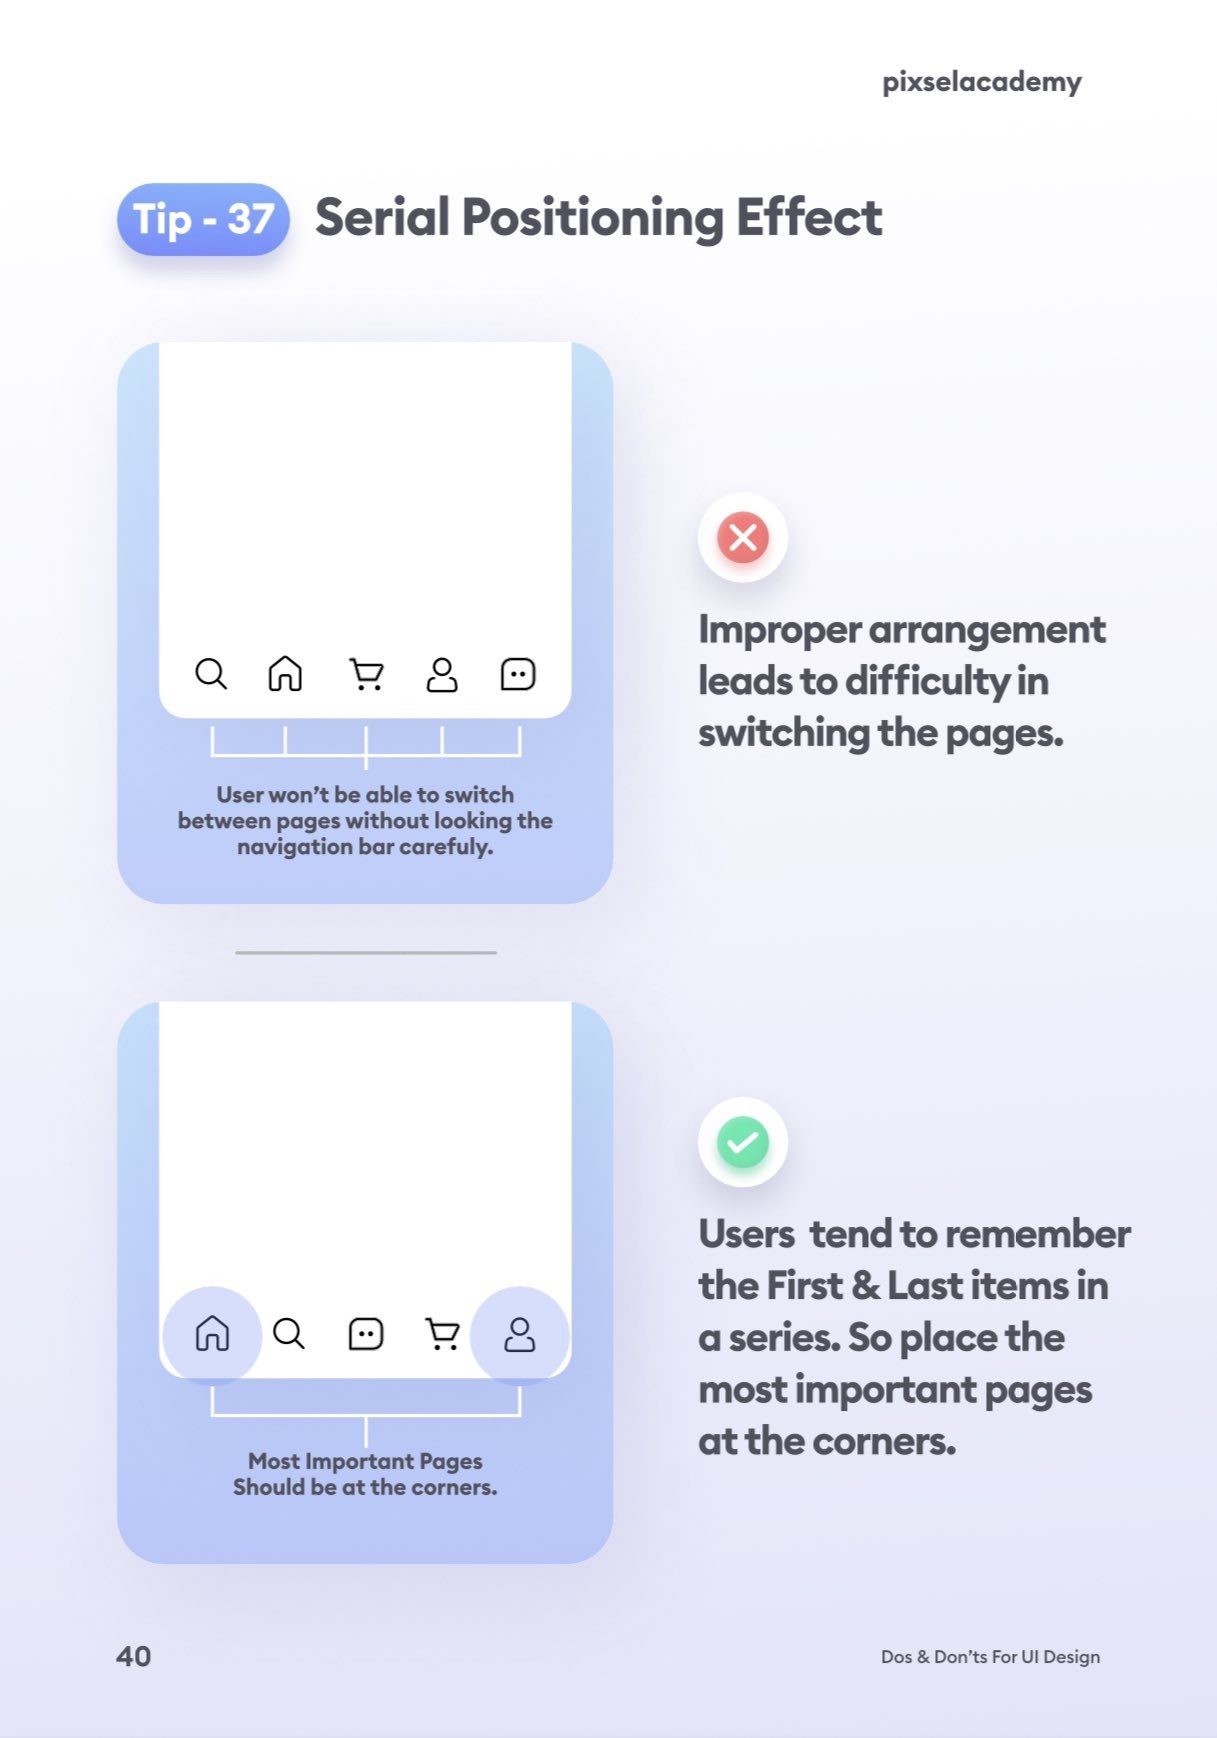 pixselacademy
Tip - 37
Serial Positioning Effect
User won't be able to switch
between pages without looking the
navigation bar carefuly.
Improper arrangement
leads to difficulty in
switching the pages.
Most Important Pages
Should be at the corners.
Users tend to remember
the First & Last items in
a series. So place the
most important pages
at the corners.
40
Dos & Don'ts For UI Design